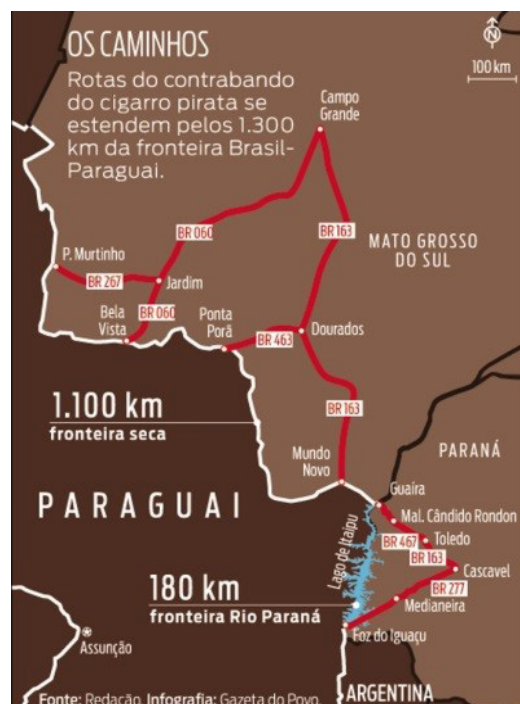 OS CAMINHOS
Rotas do contrabando
do cigarro pirata se
estendem pelos 1.300
km da fronteira Brasil-
Paraguai.
N
100 km
Campo
Grande
BR 060
BR 163
MATO GROSSO
DO SUL
P. Murtinho
BR 267
Jardim
Bela
Vista
BR 060
Ponta
Porã
BR 463
Dourados
1.100 km
fronteira seca
BR 163
Mundo
Novo
PARANÁ
Guaíra
PARAGUAI
Mal. Cândido Rondon
BR 467
Toledo
BR 163
Cascavel
Lago de Itaipu
BR 277
180 km
fronteira Rio Paraná
Medianeira
Foz do Iguaçu
Assunção
ARGENTINA
Fonte: Redação. Infografia: Gazeta do Povo.